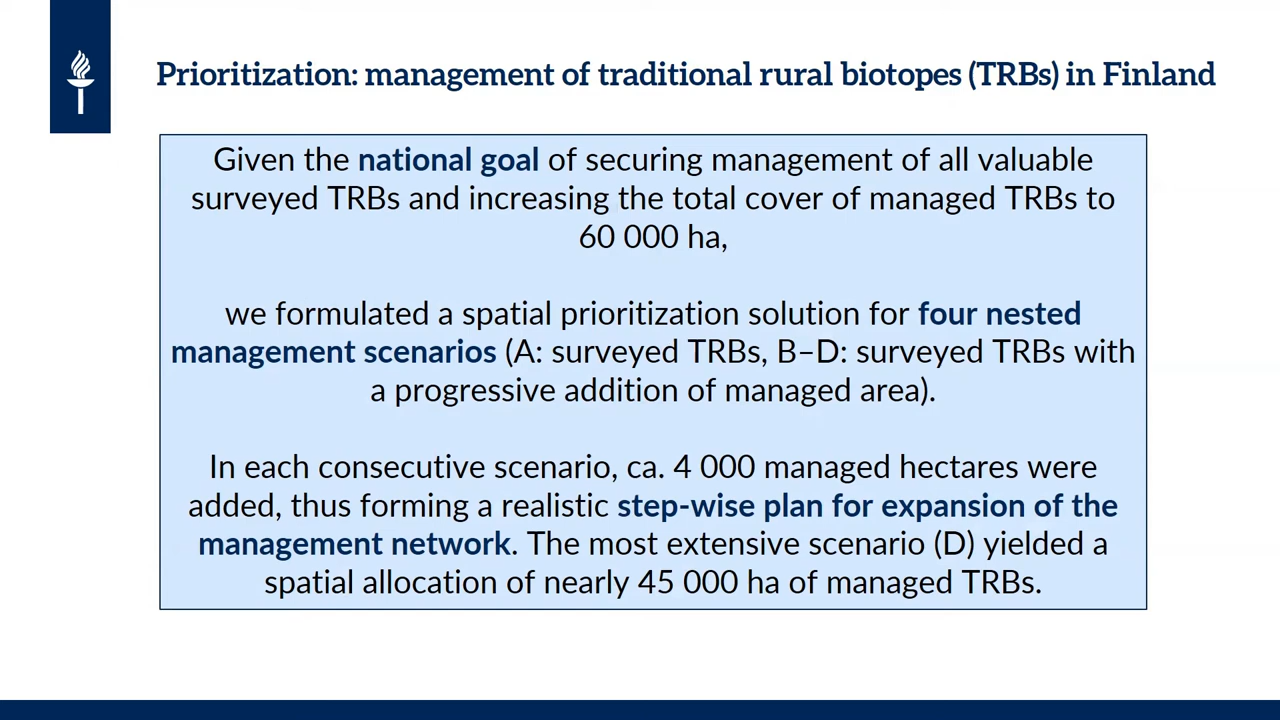 Prioritization: management of traditional rural biotopes (TRBs) in Finland
Given the national goal of securing management of all valuable
surveyed TRBs and increasing the total cover of managed TRBs to
60 000 ha,
we formulated a spatial prioritization solution for four nested
management scenarios (A: surveyed TRBs, B–D: surveyed TRBs with
a progressive addition of managed area).
In each consecutive scenario, ca. 4 000 managed hectares were
added, thus forming a realistic step-wise plan for expansion of the
management network. The most extensive scenario (D) yielded a
spatial allocation of nearly 45 000 ha of managed TRBs.